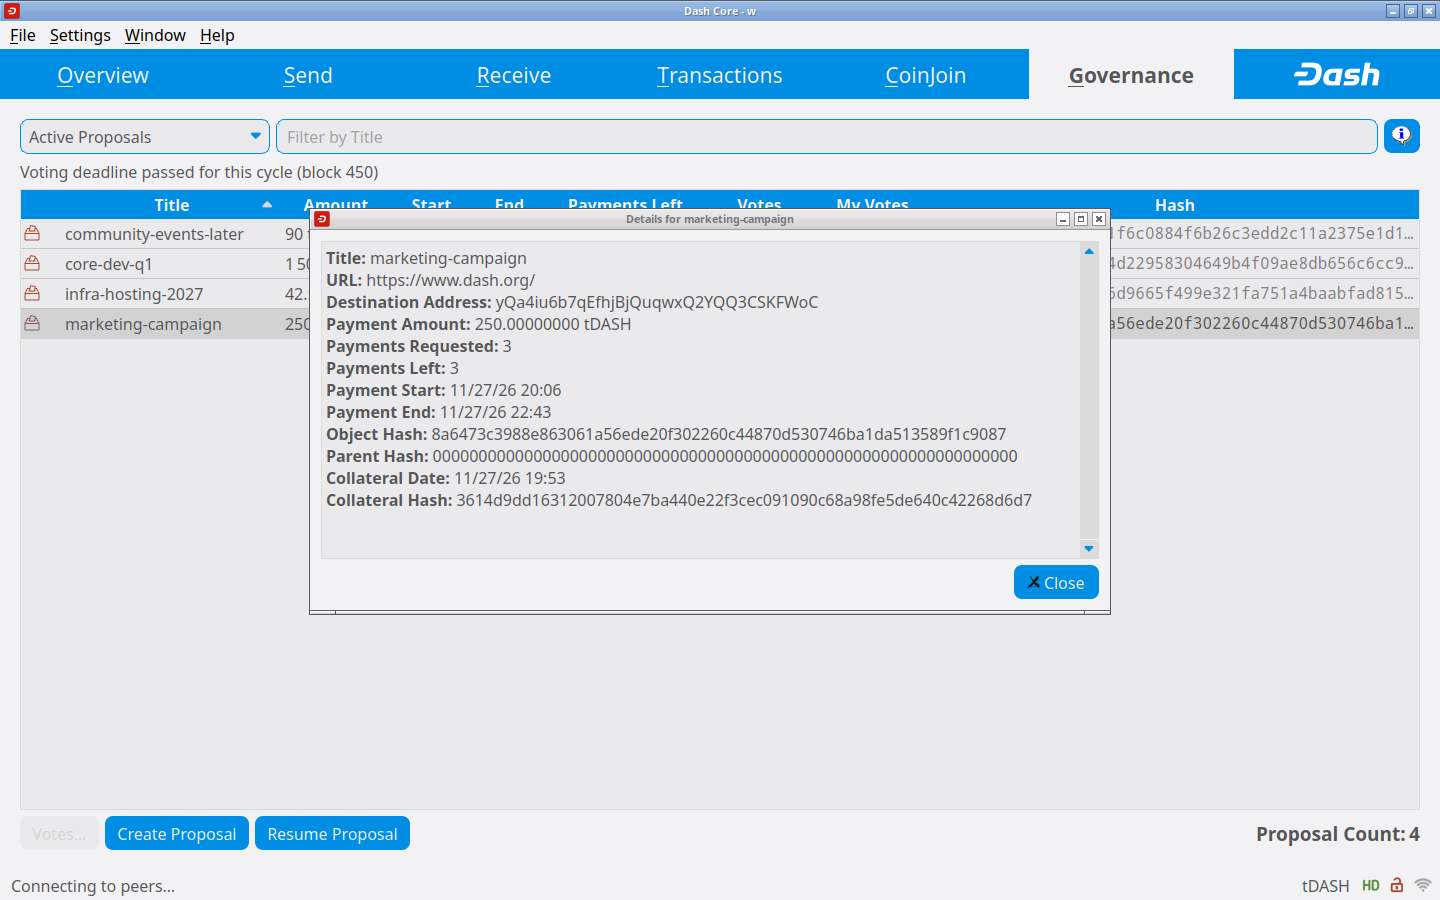 Dash Core - w
File Settings Window Help
Overview Send Receive Transactions CoinJoin Governance Dash
Active Proposals Filter by Title
Voting deadline passed for this cycle (block 450)
Title Amount Start End Payments Left Votes My Votes Hash
Details for marketing-campaign
community-events-later 90 1f6c0884f6b26c3edd2c11a2375e1d1…
core-dev-q1 1 50 4d22958304649b4f09ae8db656c6cc9…
infra-hosting-2027 42. 6d9665f499e321fa751a4baabfad815…
marketing-campaign 250 a56ede20f302260c44870d530746ba1…
Title: marketing-campaign
URL: https://www.dash.org/
Destination Address: yQa4iu6b7qEfhjBjQuqwxQ2YQQ3CSKFWoC
Payment Amount: 250.00000000 tDASH
Payments Requested: 3
Payments Left: 3
Payment Start: 11/27/26 20:06
Payment End: 11/27/26 22:43
Object Hash: 8a6473c3988e863061a56ede20f302260c44870d530746ba1da513589f1c9087
Parent Hash: 0000000000000000000000000000000000000000000000000000000000000000
Collateral Date: 11/27/26 19:53
Collateral Hash: 3614d9dd16312007804e7ba440e22f3cec091090c68a98fe5de640c42268d6d7
Close
Votes... Create Proposal Resume Proposal Proposal Count: 4
Connecting to peers... tDASH HD